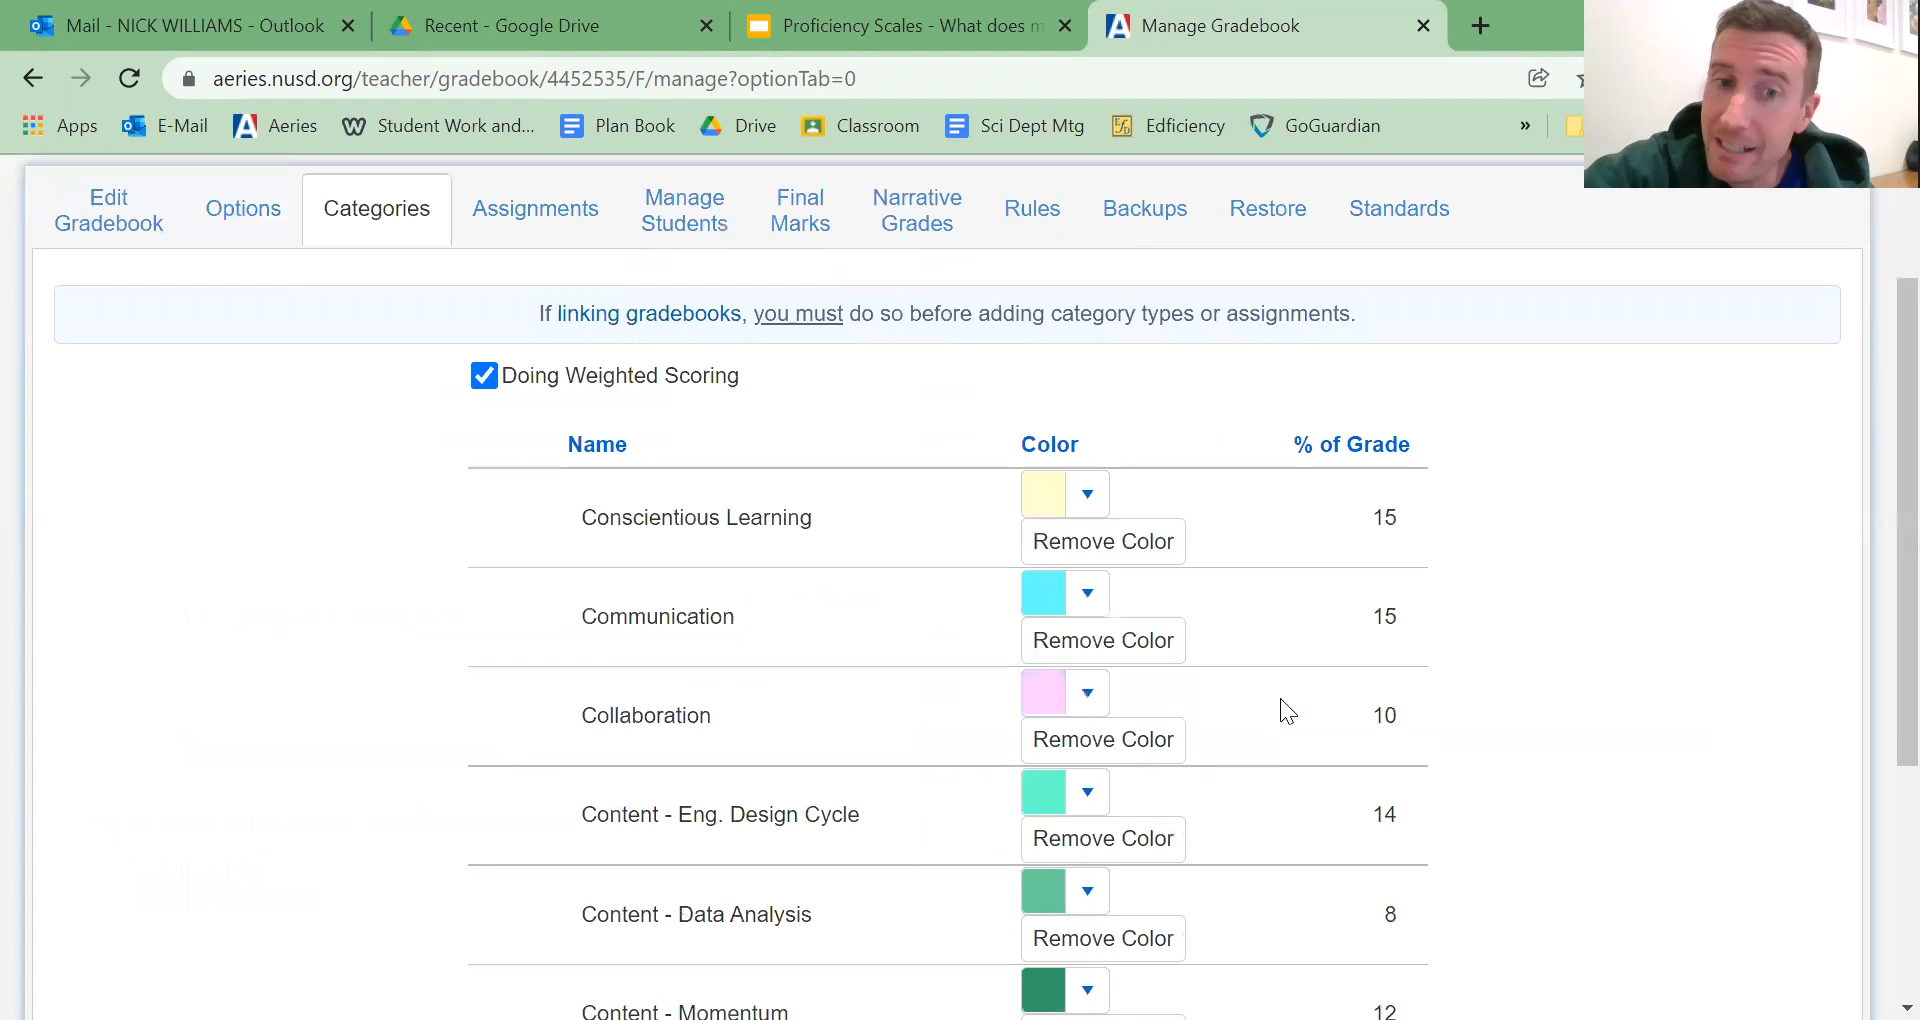 Mail - NICK WILLIAMS - Outlook
Recent - Google Drive
Proficiency Scales - What does m
Manage Gradebook
aeries.nusd.org/teacher/gradebook/4452535/F/manage?optionTab=0
Apps
E-Mail
Aeries
Student Work and...
Plan Book
Drive
Classroom
Sci Dept Mtg
Edficiency
GoGuardian
»
Edit
Gradebook
Options
Categories
Assignments
Manage
Students
Final
Marks
Narrative
Grades
Rules
Backups
Restore
Standards
If linking gradebooks, you must do so before adding category types or assignments.
Doing Weighted Scoring
Name Color % of Grade
Conscientious Learning 15
Remove Color
Communication 15
Remove Color
Collaboration 10
Remove Color
Content - Eng. Design Cycle 14
Remove Color
Content - Data Analysis 8
Remove Color
Content - Momentum 12